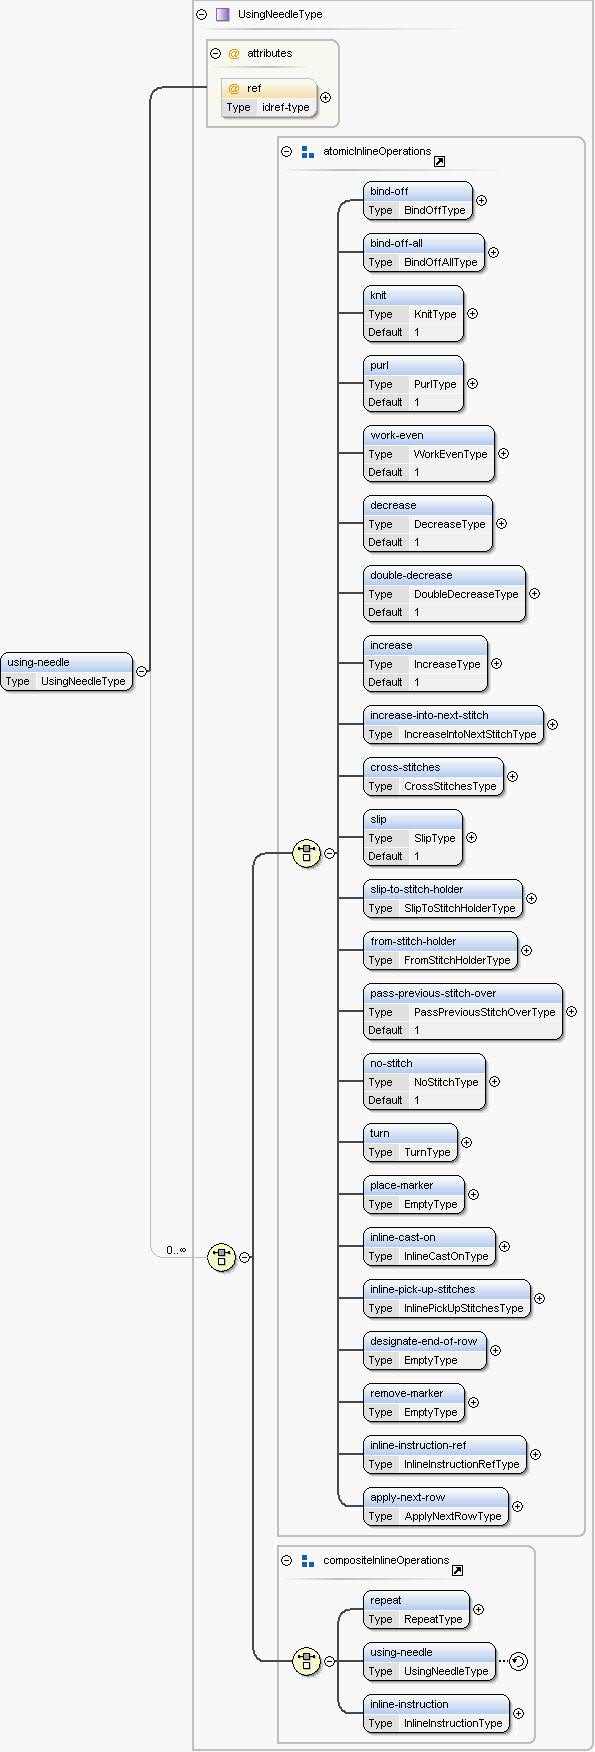 UsingNeedleType
@ attributes
@ ref
Type idref-type
atomicInlineOperations
bind-off
Type BindOffType
bind-off-all
Type BindOffAllType
knit
Type KnitType
Default 1
purl
Type PurlType
Default 1
work-even
Type WorkEvenType
Default 1
decrease
Type DecreaseType
Default 1
double-decrease
Type DoubleDecreaseType
Default 1
increase
Type IncreaseType
Default 1
using-needle
Type UsingNeedleType
increase-into-next-stitch
Type IncreaseIntoNextStitchType
cross-stitches
Type CrossStitchesType
slip
Type SlipType
Default 1
slip-to-stitch-holder
Type SlipToStitchHolderType
from-stitch-holder
Type FromStitchHolderType
pass-previous-stitch-over
Type PassPreviousStitchOverType
Default 1
no-stitch
Type NoStitchType
Default 1
turn
Type TurnType
place-marker
Type EmptyType
inline-cast-on
Type InlineCastOnType
0..∞
inline-pick-up-stitches
Type InlinePickUpStitchesType
designate-end-of-row
Type EmptyType
remove-marker
Type EmptyType
inline-instruction-ref
Type InlineInstructionRefType
apply-next-row
Type ApplyNextRowType
compositeInlineOperations
repeat
Type RepeatType
using-needle
Type UsingNeedleType
inline-instruction
Type InlineInstructionType